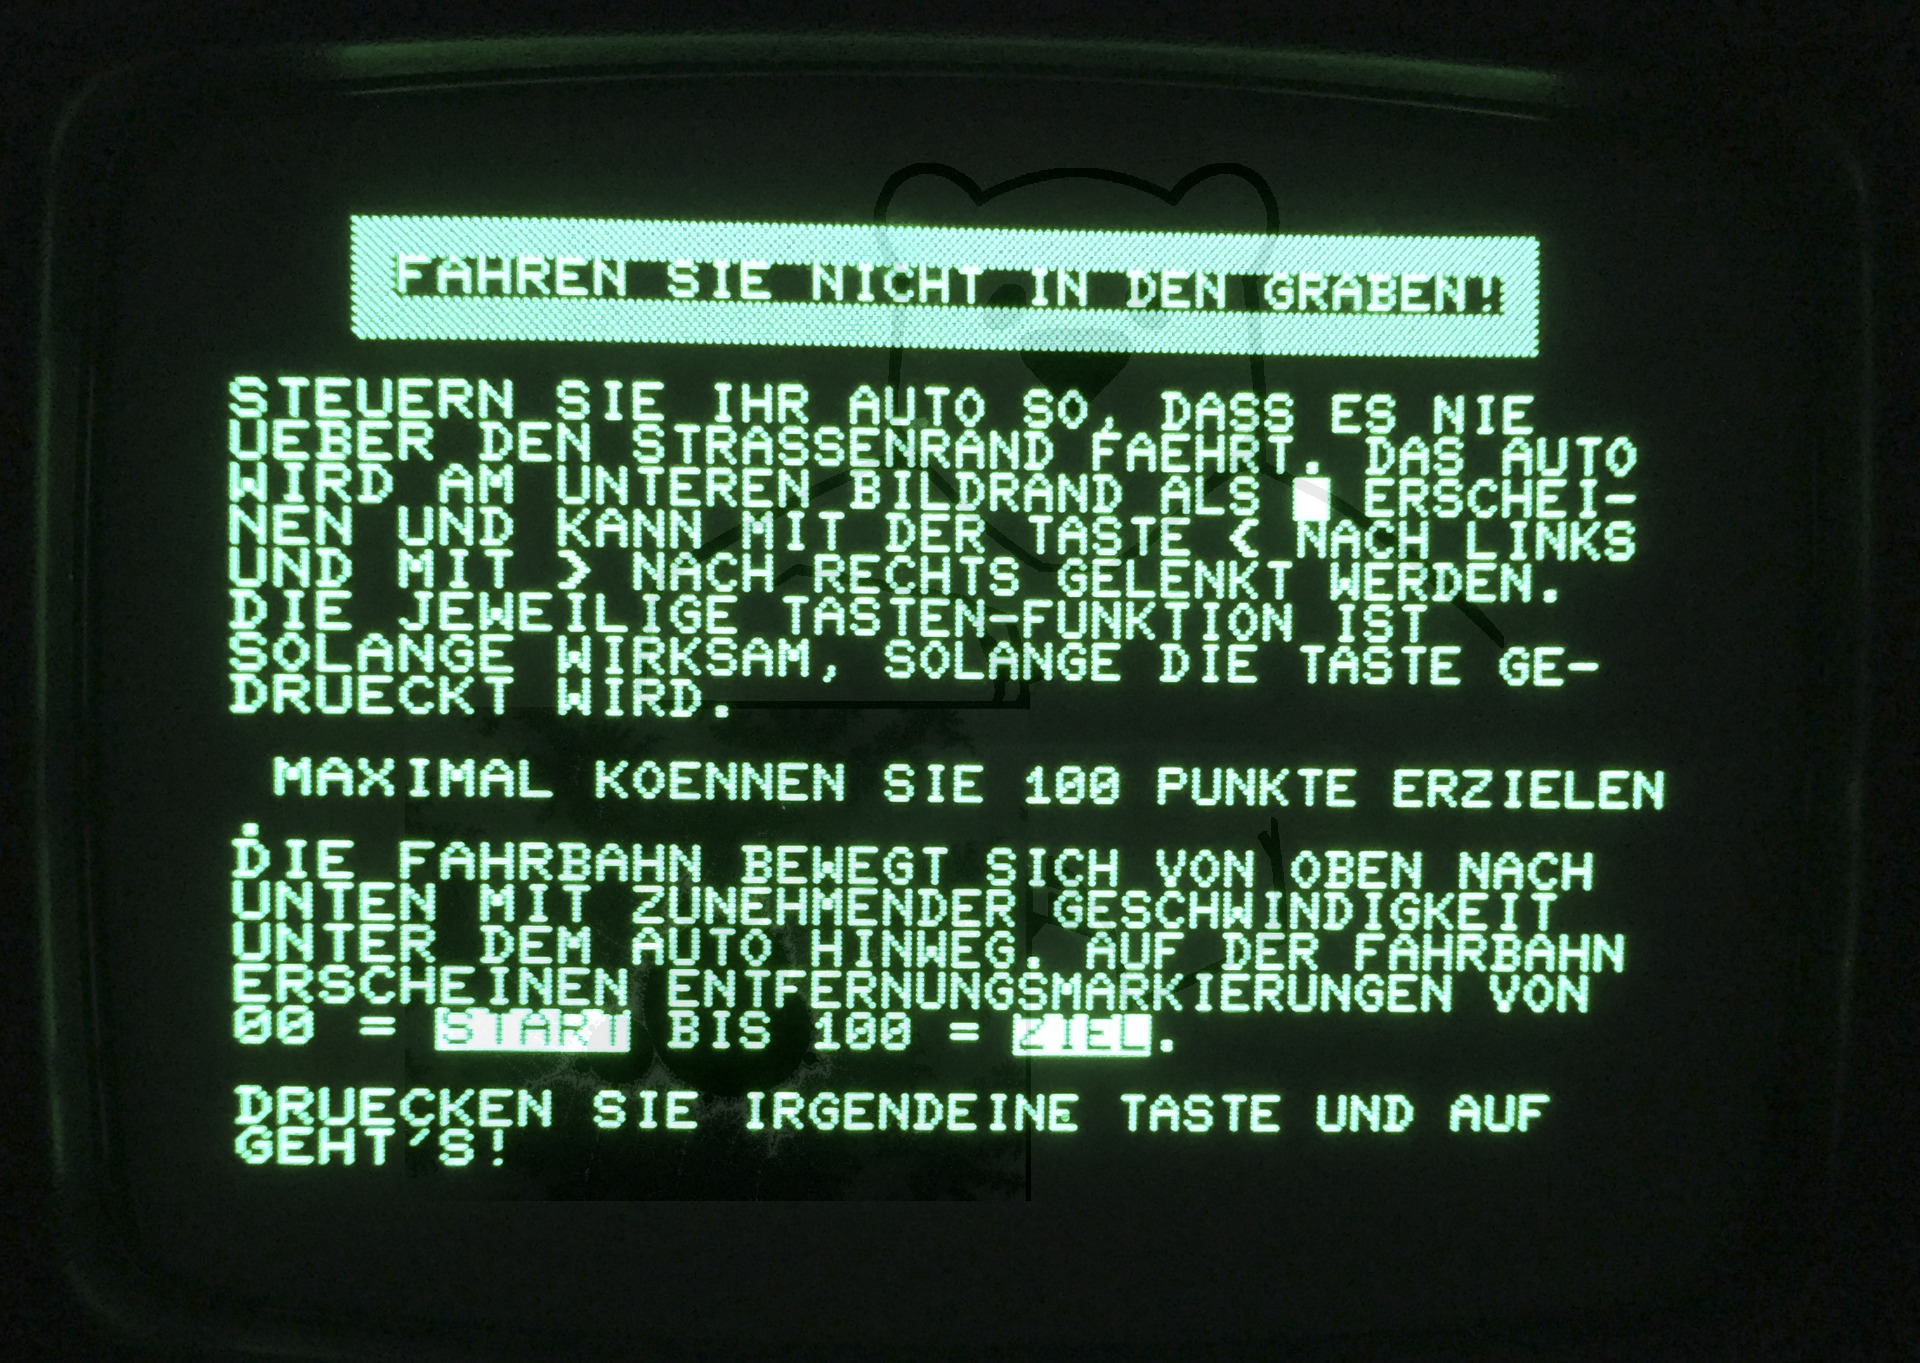 FAHREN SIE NICHT IN DEN GRABEN!
STEUERN SIE IHR AUTO SO, DASS ES NIE
UEBER DEN STRASSENRAND FAEHRT. DAS AUTO
WIRD AM UNTEREN BILDRAND ALS █ ERSCHEI-
NEN UND KANN MIT DER TASTE < NACH LINKS
UND MIT > NACH RECHTS GELENKT WERDEN.
DIE JEWEILIGE TASTEN-FUNKTION IST
SOLANGE WIRKSAM, SOLANGE DIE TASTE GE-
DRUECKT WIRD.
MAXIMAL KOENNEN SIE 100 PUNKTE ERZIELEN
.
DIE FAHRBAHN BEWEGT SICH VON OBEN NACH
UNTEN MIT ZUNEHMENDER GESCHWINDIGKEIT
UNTER DEM AUTO HINWEG. AUF DER FAHRBAHN
ERSCHEINEN ENTFERNUNGSMARKIERUNGEN VON
00 = START BIS 100 = ZIEL.
DRUECKEN SIE IRGENDEINE TASTE UND AUF
GEHT'S!